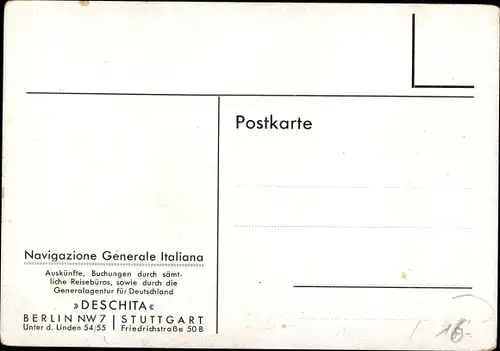 Postkarte
Navigazione Generale Italiana
Auskünfte, Buchungen durch sämt-
liche Reisebüros, sowie durch die
Generalagentur für Deutschland
»DESCHITA«
BERLIN NW 7 | STUTTGART
Unter d. Linden 54/55 | Friedrichstraße 50 B
16.-